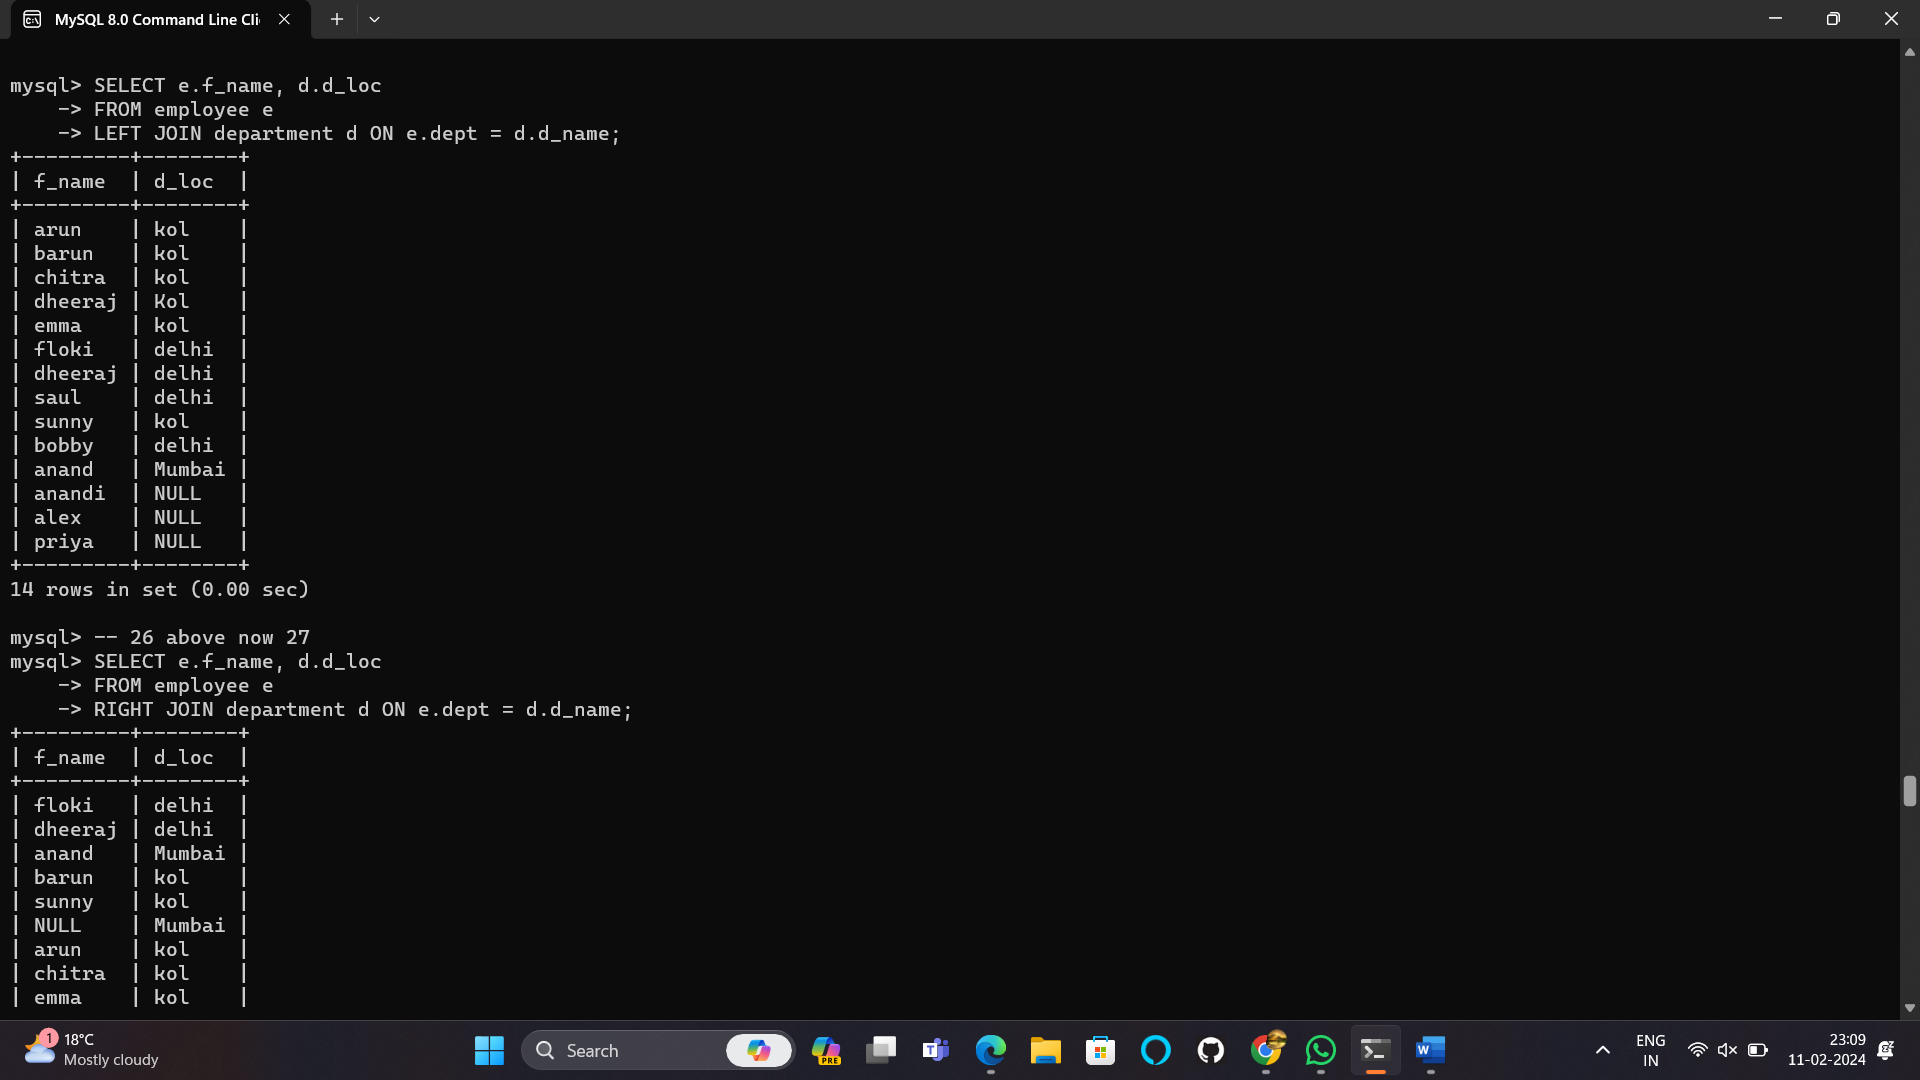 MySQL 8.0 Command Line Cli
mysql> SELECT e.f_name, d.d_loc
    -> FROM employee e
    -> LEFT JOIN department d ON e.dept = d.d_name;
+---------+--------+
| f_name  | d_loc  |
+---------+--------+
| arun    | kol    |
| barun   | kol    |
| chitra  | kol    |
| dheeraj | Kol    |
| emma    | kol    |
| floki   | delhi  |
| dheeraj | delhi  |
| saul    | delhi  |
| sunny   | kol    |
| bobby   | delhi  |
| anand   | Mumbai |
| anandi  | NULL   |
| alex    | NULL   |
| priya   | NULL   |
+---------+--------+
14 rows in set (0.00 sec)
mysql> -- 26 above now 27
mysql> SELECT e.f_name, d.d_loc
    -> FROM employee e
    -> RIGHT JOIN department d ON e.dept = d.d_name;
+---------+--------+
| f_name  | d_loc  |
+---------+--------+
| floki   | delhi  |
| dheeraj | delhi  |
| anand   | Mumbai |
| barun   | kol    |
| sunny   | kol    |
| NULL    | Mumbai |
| arun    | kol    |
| chitra  | kol    |
| emma    | kol    |
1
18°C
Mostly cloudy
Search
PRE
T
W
ENG
IN
23:09
11-02-2024